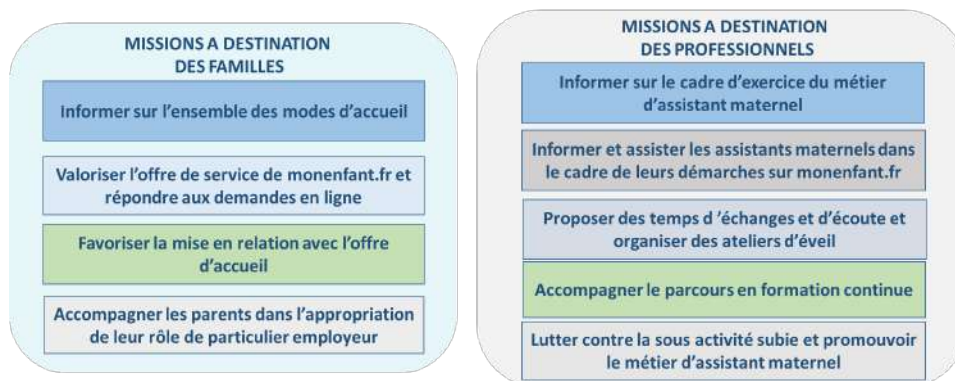 MISSIONS A DESTINATION
DES FAMILLES
Informer sur l'ensemble des modes d'accueil
Valoriser l'offre de service de monenfant.fr et
répondre aux demandes en ligne
Favoriser la mise en relation avec l'offre
d'accueil
Accompagner les parents dans l'appropriation
de leur rôle de particulier employeur
MISSIONS A DESTINATION
DES PROFESSIONNELS
Informer sur le cadre d'exercice du métier
d'assistant maternel
Informer et assister les assistants maternels dans
le cadre de leurs démarches sur monenfant.fr
Proposer des temps d 'échanges et d'écoute et
organiser des ateliers d'éveil
Accompagner le parcours en formation continue
Lutter contre la sous activité subie et promouvoir
le métier d'assistant maternel